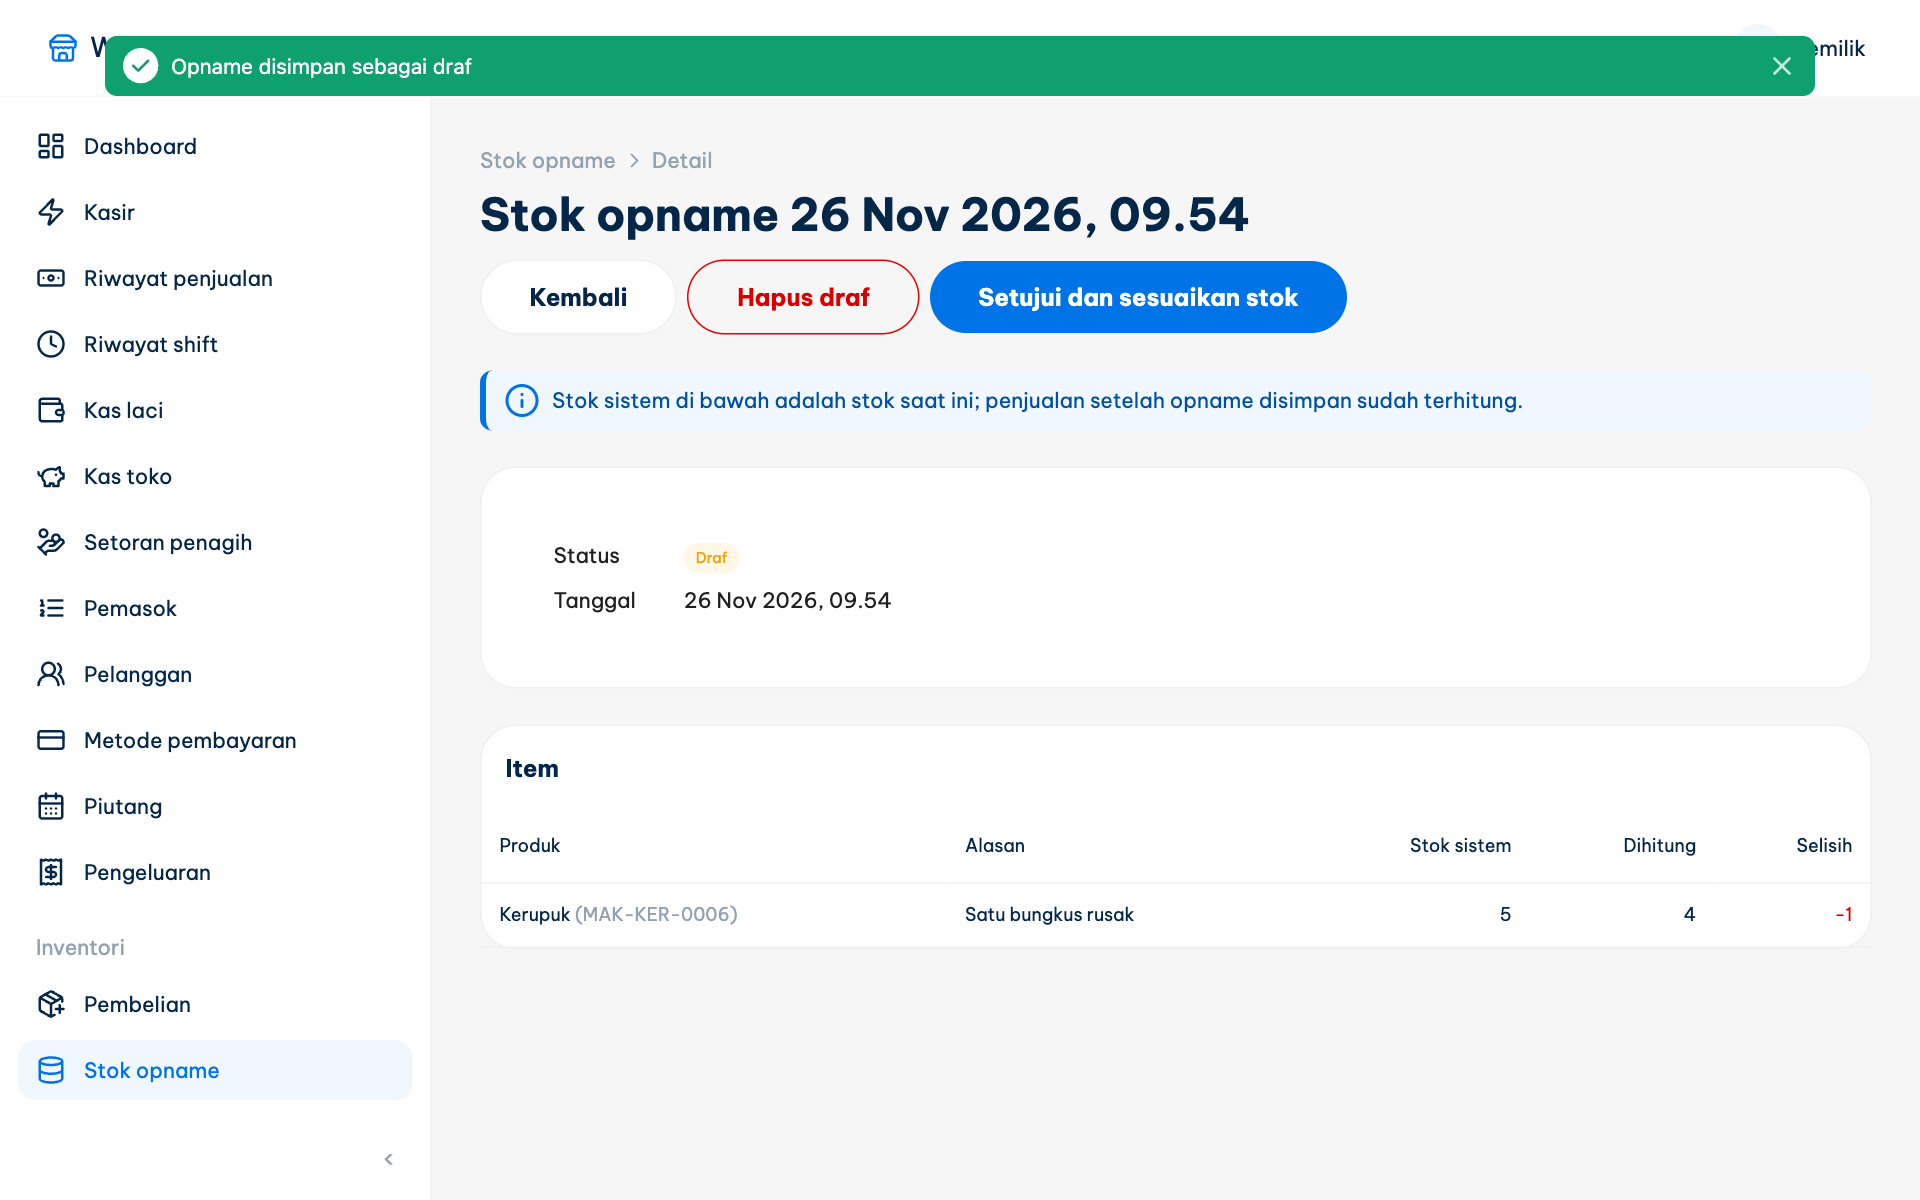 Opname disimpan sebagai draf
Dashboard
Kasir
Riwayat penjualan
Riwayat shift
Kas laci
Kas toko
Setoran penagih
Pemasok
Pelanggan
Metode pembayaran
Piutang
Pengeluaran
Inventori
Pembelian
Stok opname
Stok opname > Detail
Stok opname 26 Nov 2026, 09.54
Kembali
Hapus draf
Setujui dan sesuaikan stok
Stok sistem di bawah adalah stok saat ini; penjualan setelah opname disimpan sudah terhitung.
Status Draf
Tanggal 26 Nov 2026, 09.54
Item
Produk Alasan Stok sistem Dihitung Selisih
Kerupuk (MAK-KER-0006) Satu bungkus rusak 5 4 -1